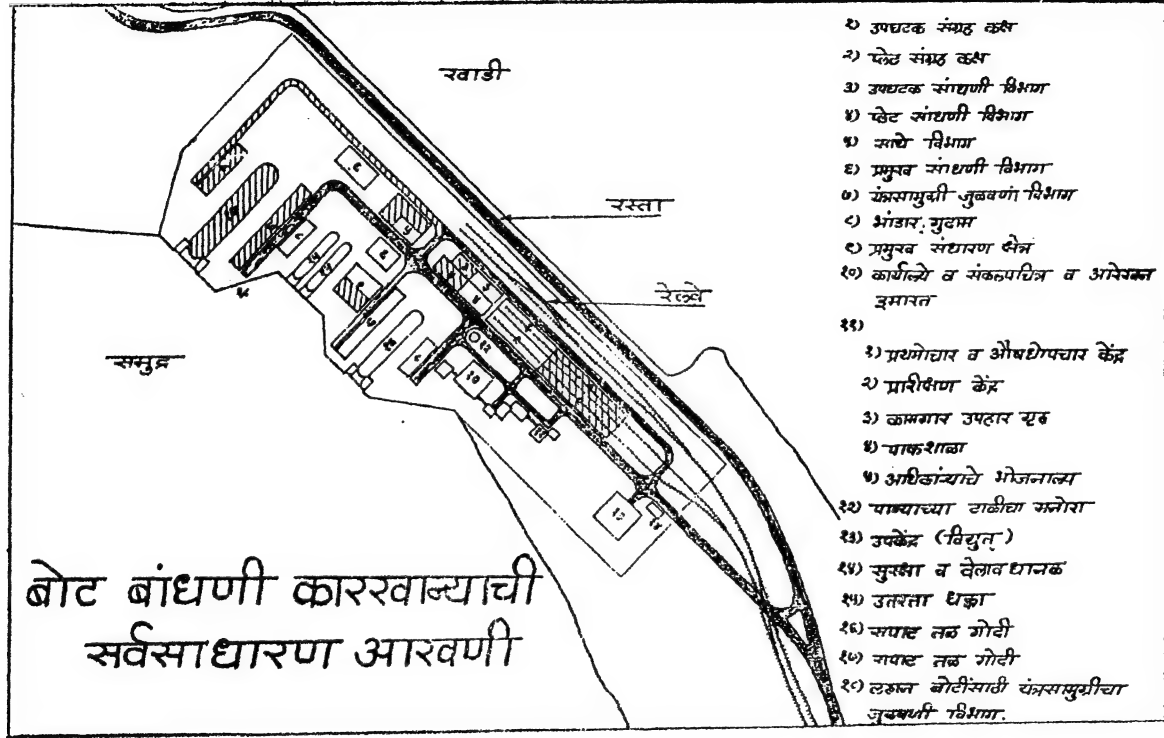 खाडी
रस्ता
रेल्वे
समुद्र
बोट बांधणी कारखान्याची
सर्वसाधारण आखणी
१) उपघटक संग्रह कक्ष
२) प्लेट संग्रह कक्ष
३) उपघटक सांधणी विभाग
४) प्लेट सांधणी विभाग
५) साचे विभाग
६) प्रमुख सांधणी विभाग
७) यंत्रसामुग्री जुळवणी विभाग
८) भांडार, गुदाम
९) प्रमुख संधारण क्षेत्र
१०) कार्यालये व संकल्पचित्र व आरेखन
इमारत
११)
१) प्रथमोचार व औषधोपचार केंद्र
२) प्रशिक्षण केंद्र
३) कामगार उपहार गृह
४) पाकशाळा
५) अधिकांऱ्याचे भोजनालय
१२) पाण्याच्या टाकीचा मनोरा
१३) उपकेंद्र (विद्युत्)
१४) सुरक्षा व
१५) उतरता धक्का
१६) सपाट तळ गोदी
१७) सपाट तळ गोदी
१८) लहान बोटींसाठी यंत्रसामुग्रीचा
जुळवणी विभाग.